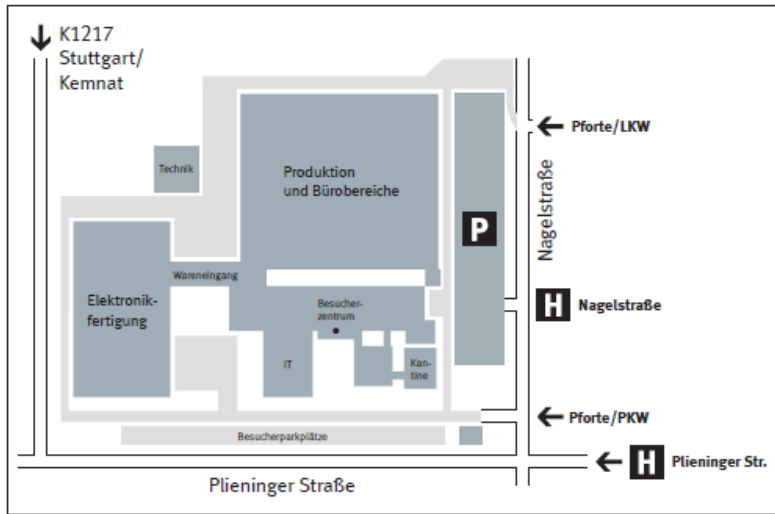 K1217
Stuttgart/
Kemnat
Pforte/LKW
Technik
Produktion
und Bürobereiche
Nagelstraße
P
Wareneingang
Elektronik-
fertigung
Besucher-
zentrum
H Nagelstraße
IT
Kan-
tine
Pforte/PKW
Besucherparkplätze
H Plieninger Str.
Plieninger Straße